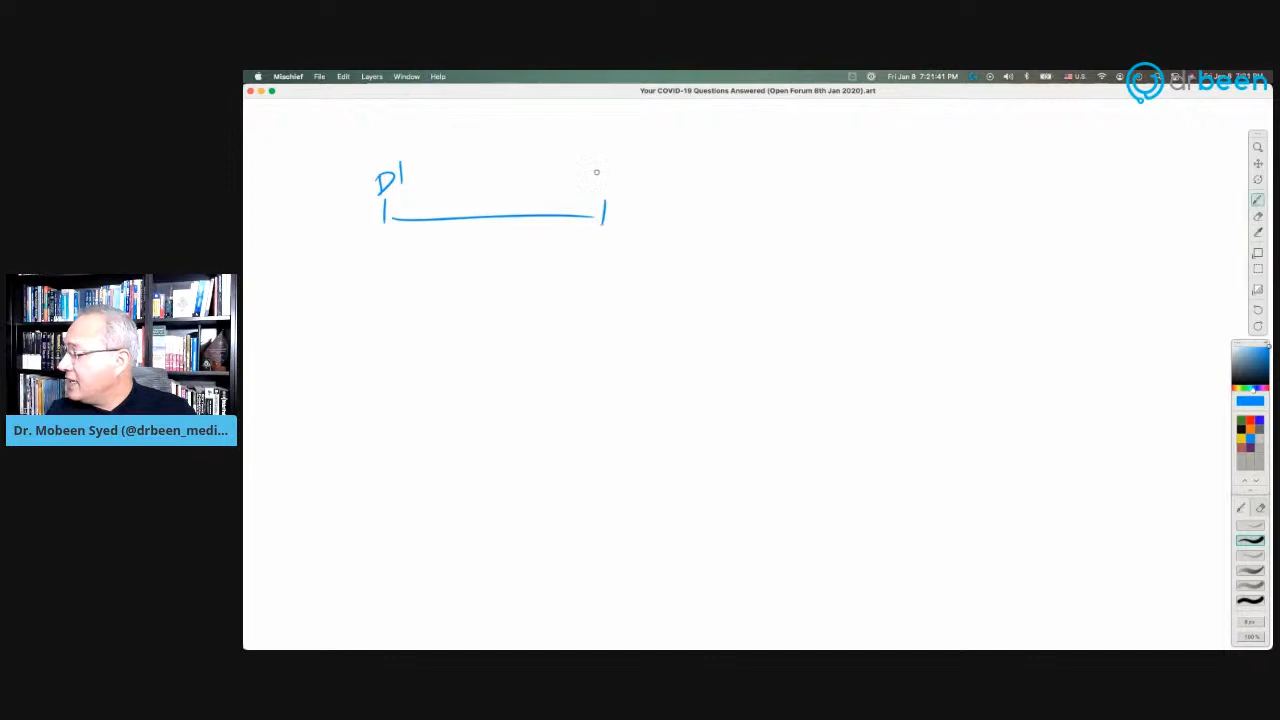 Mischief File Edit Layers Window Help
Fri Jan 8 7:21:41 PM
U.S.
drbeen
Your COVID-19 Questions Answered (Open Forum 8th Jan 2020).art
D1
Dr. Mobeen Syed (@drbeen_medi...
100%